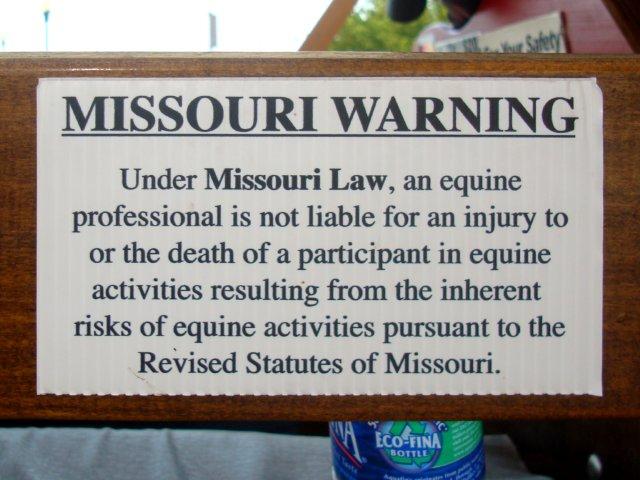 For Your Safety
MISSOURI WARNING
Under Missouri Law, an equine
professional is not liable for an injury to
or the death of a participant in equine
activities resulting from the inherent
risks of equine activities pursuant to the
Revised Statutes of Missouri.
ECO-FINA
BOTTLE